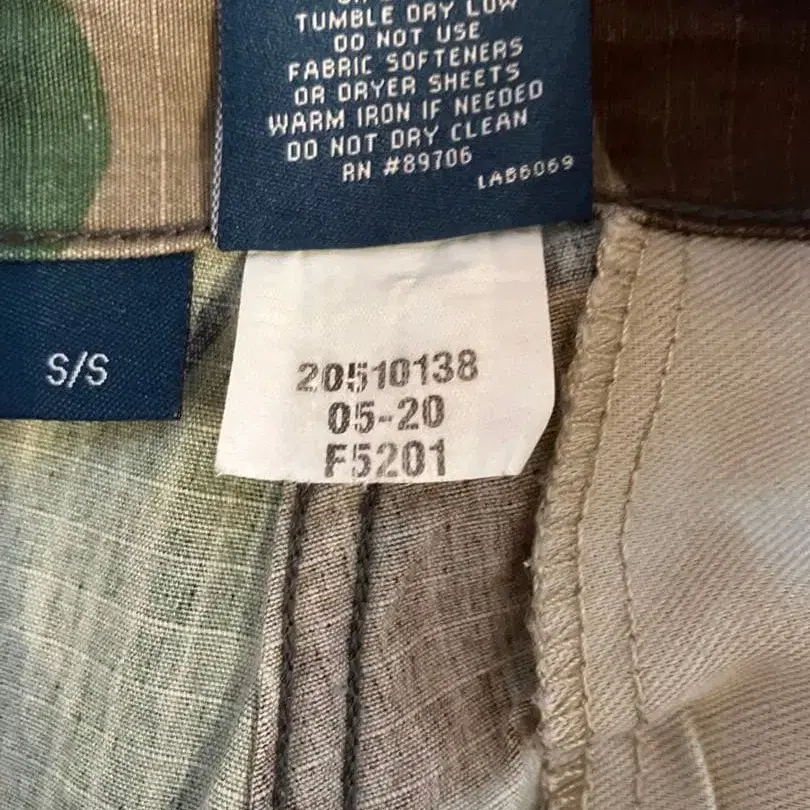 TUMBLE DRY LOW
DO NOT USE
FABRIC SOFTENERS
OR DRYER SHEETS
WARM IRON IF NEEDED
DO NOT DRY CLEAN
RN #89706
LAB6069
S/S
20510138
05-20
F5201